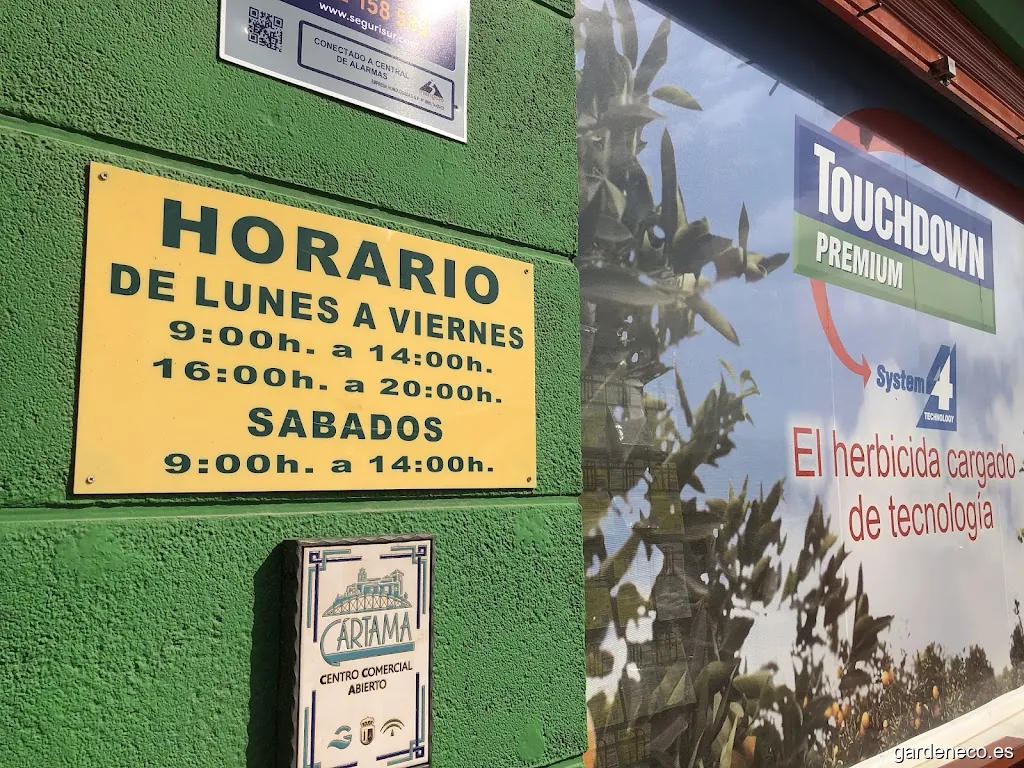 158
www.segurisur.com
CONECTADO A CENTRAL
DE ALARMAS
HORARIO
DE LUNES A VIERNES
9:00h. a 14:00h.
16:00h. a 20:00h.
SABADOS
9:00h. a 14:00h.
CÁRTAMA
CENTRO COMERCIAL
ABIERTO
TOUCHDOWN
PREMIUM
System 4
TECHNOLOGY
El herbicida cargado
de tecnología
gardeneco.es